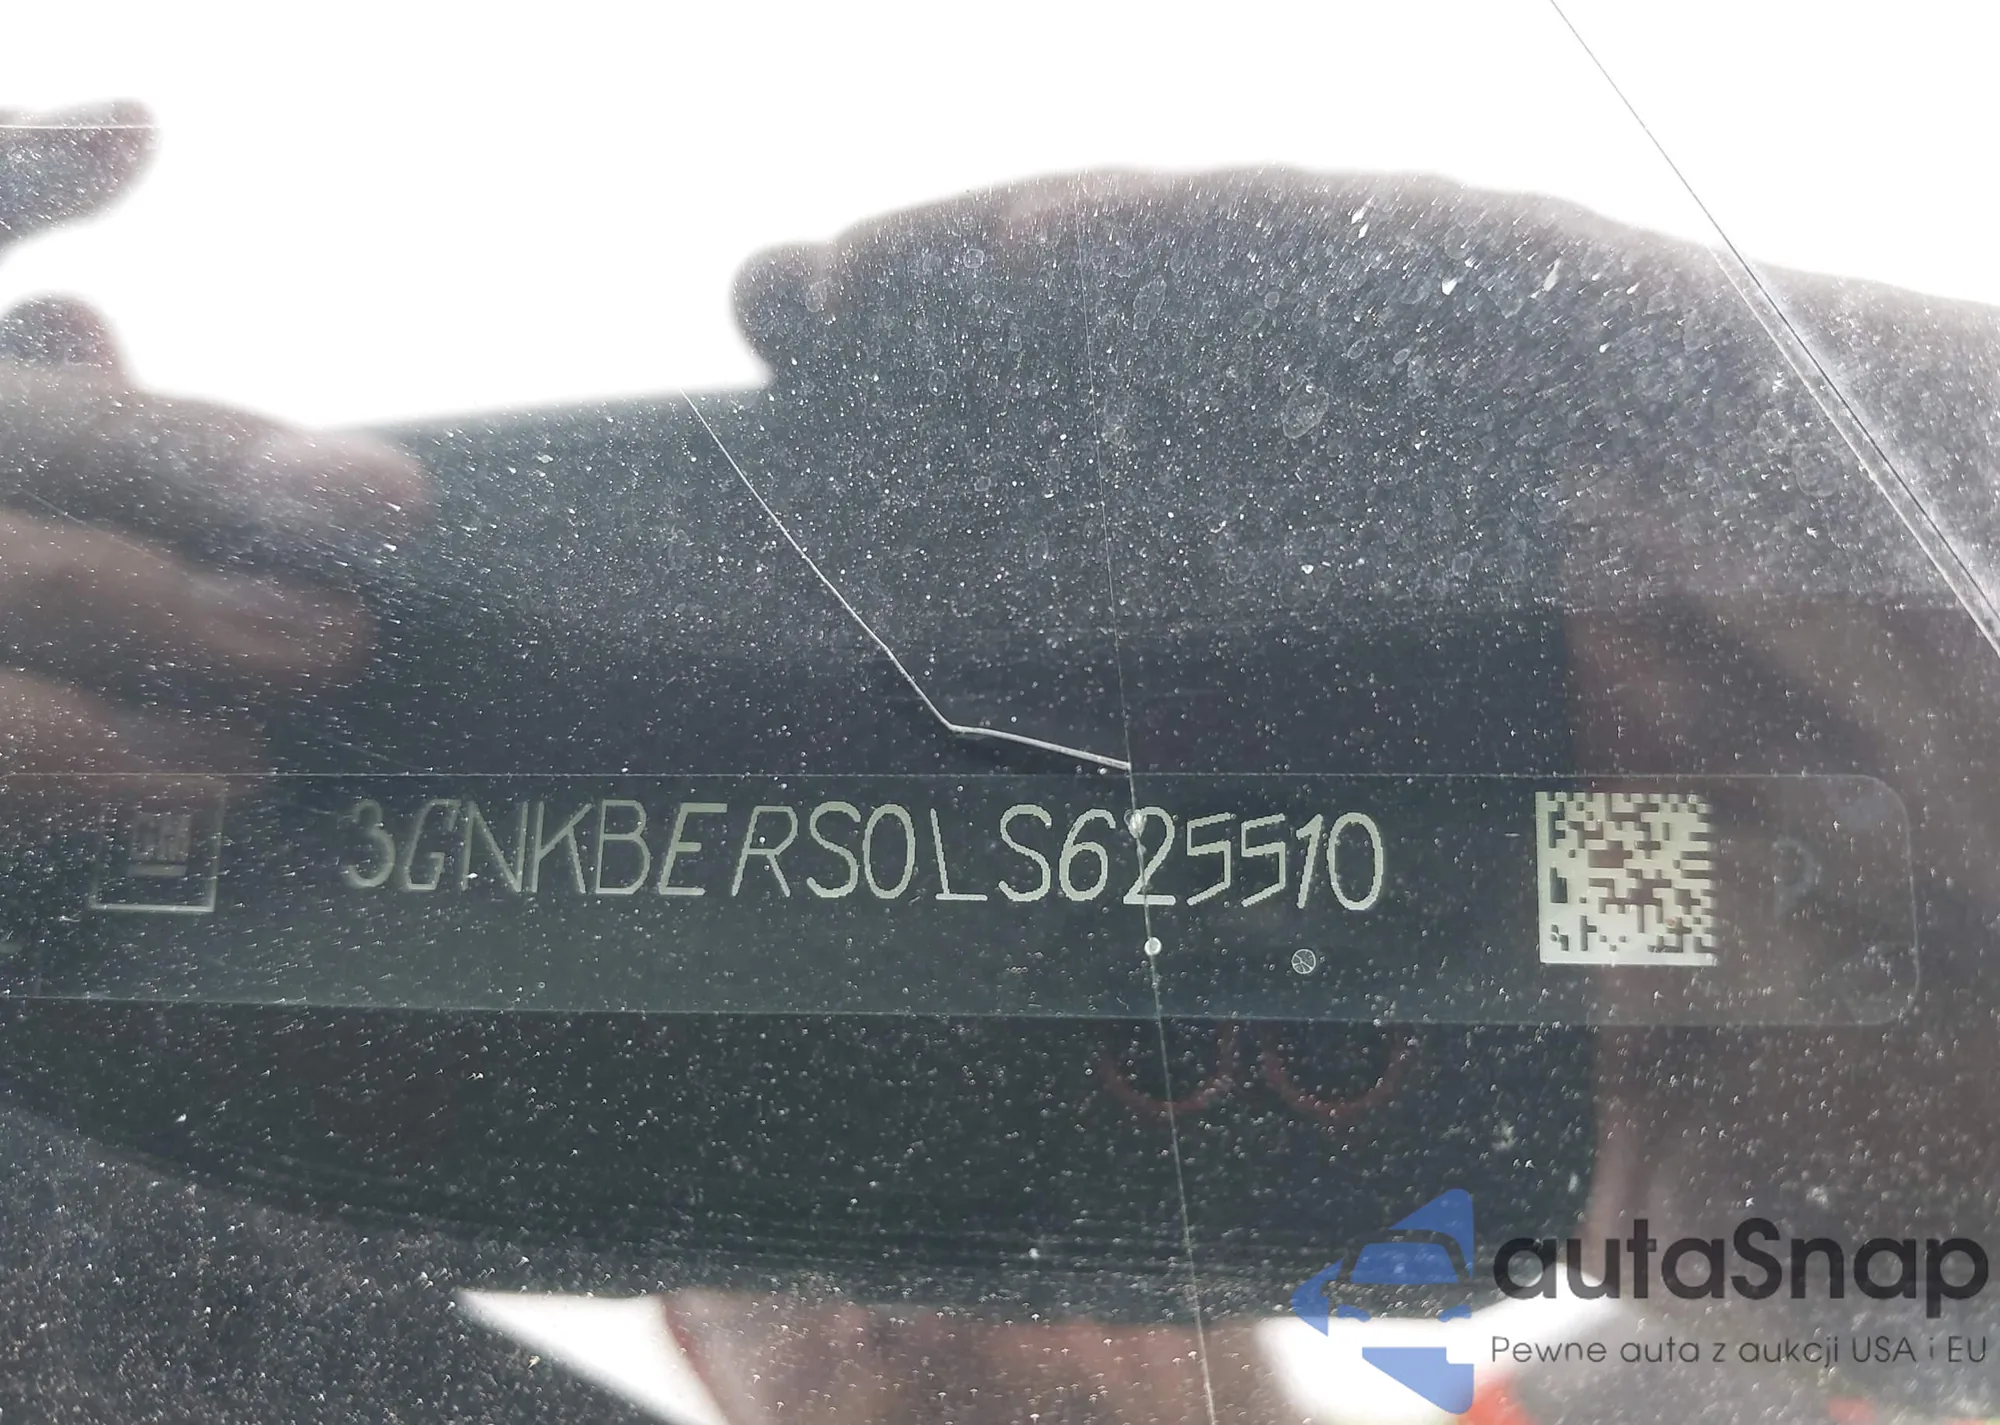 GM
3GNKBERS0LS625510
autaSnap
Pewne auta z aukcji USA i EU